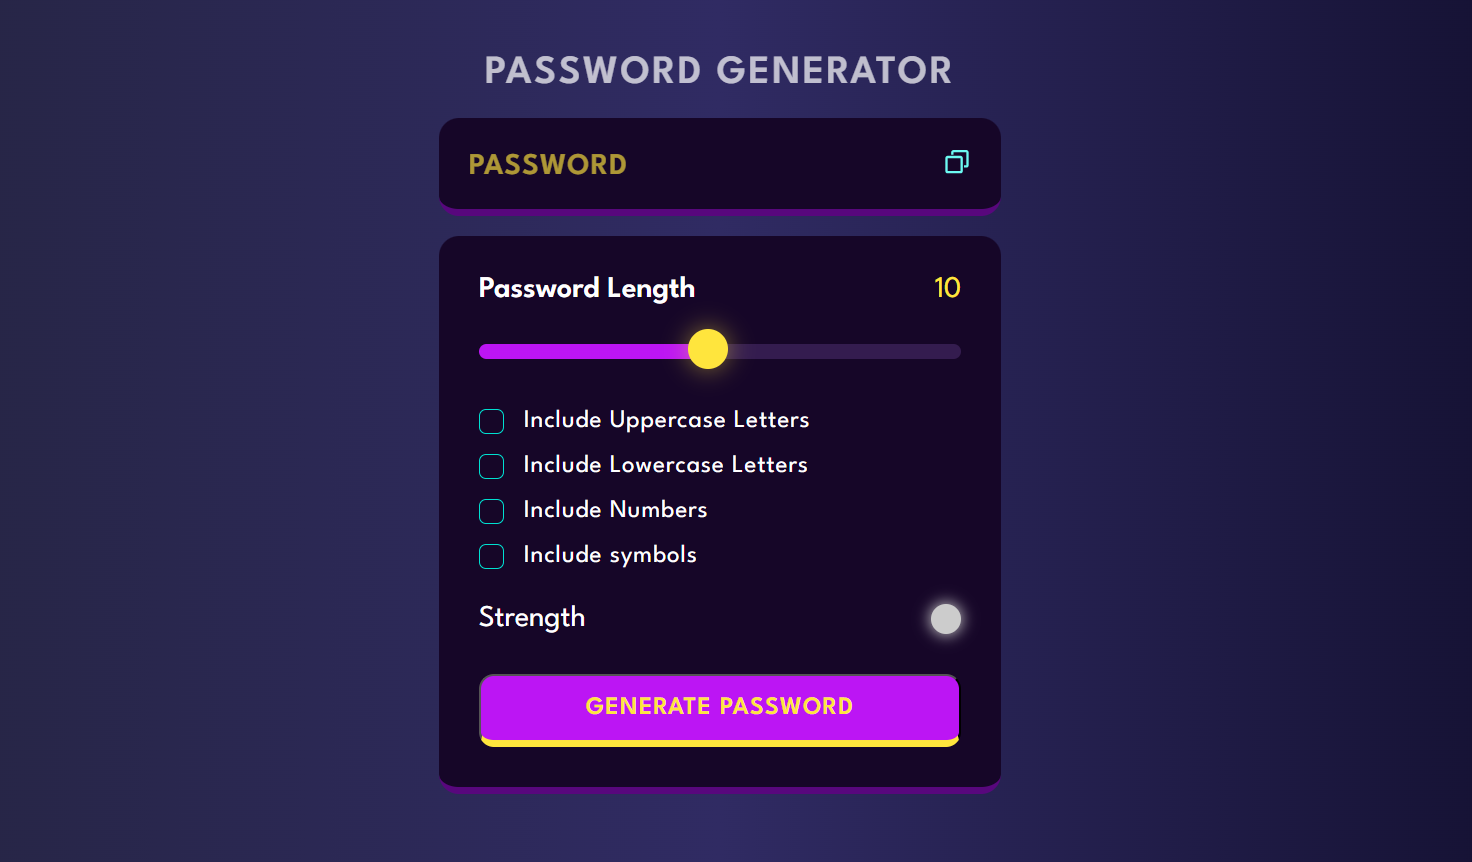 PASSWORD GENERATOR
PASSWORD
Password Length 10
Include Uppercase Letters
Include Lowercase Letters
Include Numbers
Include symbols
Strength
GENERATE PASSWORD